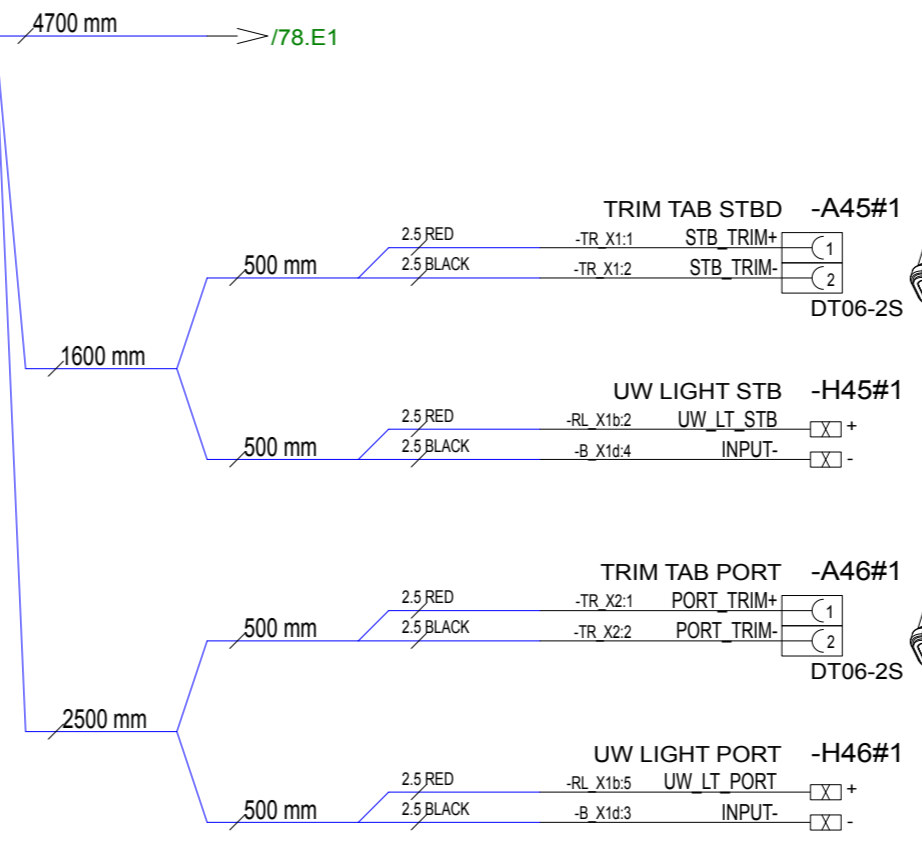 4700 mm
/78.E1
TRIM TAB STBD -A45#1
2.5 RED -TR_X1:1 STB_TRIM+ 1
500 mm
2.5 BLACK -TR_X1:2 STB_TRIM- 2
DT06-2S
1600 mm
UW LIGHT STB -H45#1
2.5 RED -RL_X1b:2 UW_LT_STB X +
500 mm
2.5 BLACK -B_X1d:4 INPUT- X -
TRIM TAB PORT -A46#1
2.5 RED -TR_X2:1 PORT_TRIM+ 1
500 mm
2.5 BLACK -TR_X2:2 PORT_TRIM- 2
DT06-2S
2500 mm
UW LIGHT PORT -H46#1
2.5 RED -RL_X1b:5 UW_LT_PORT X +
500 mm
2.5 BLACK -B_X1d:3 INPUT- X -